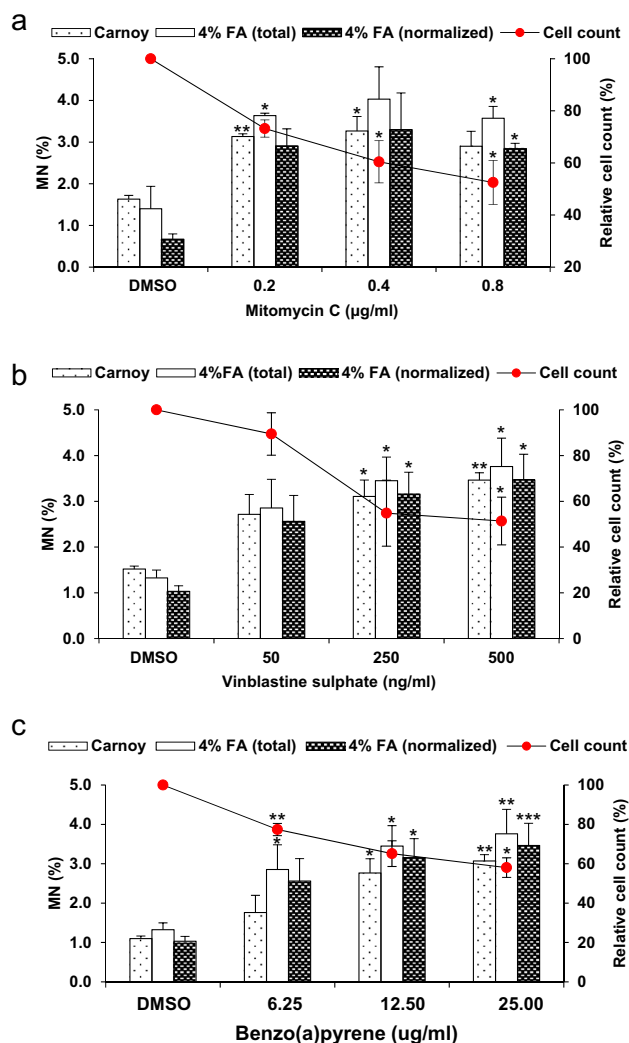 a
Carnoy 4% FA (total) 4% FA (normalized) Cell count
5.0 100
4.0 80
3.0 60
2.0 40
1.0
0.0 20
MN (%)
Relative cell count (%)
** * * * * *
DMSO 0.2 0.4 0.8
Mitomycin C (µg/ml)
b
Carnoy 4%FA (total) 4% FA (normalized) Cell count
5.0 100
4.0 80
3.0 60
2.0 40
1.0 20
0.0 0
MN (%)
Relative cell count (%)
* * * ** * * *
DMSO 50 250 500
Vinblastine sulphate (ng/ml)
c
Carnoy 4% FA (total) 4% FA (normalized) Cell count
5.0 100
4.0 80
3.0 60
2.0 40
1.0 20
0.0 0
MN (%)
Relative cell count (%)
** * * * * ** ** * ***
DMSO 6.25 12.50 25.00
Benzo(a)pyrene (ug/ml)